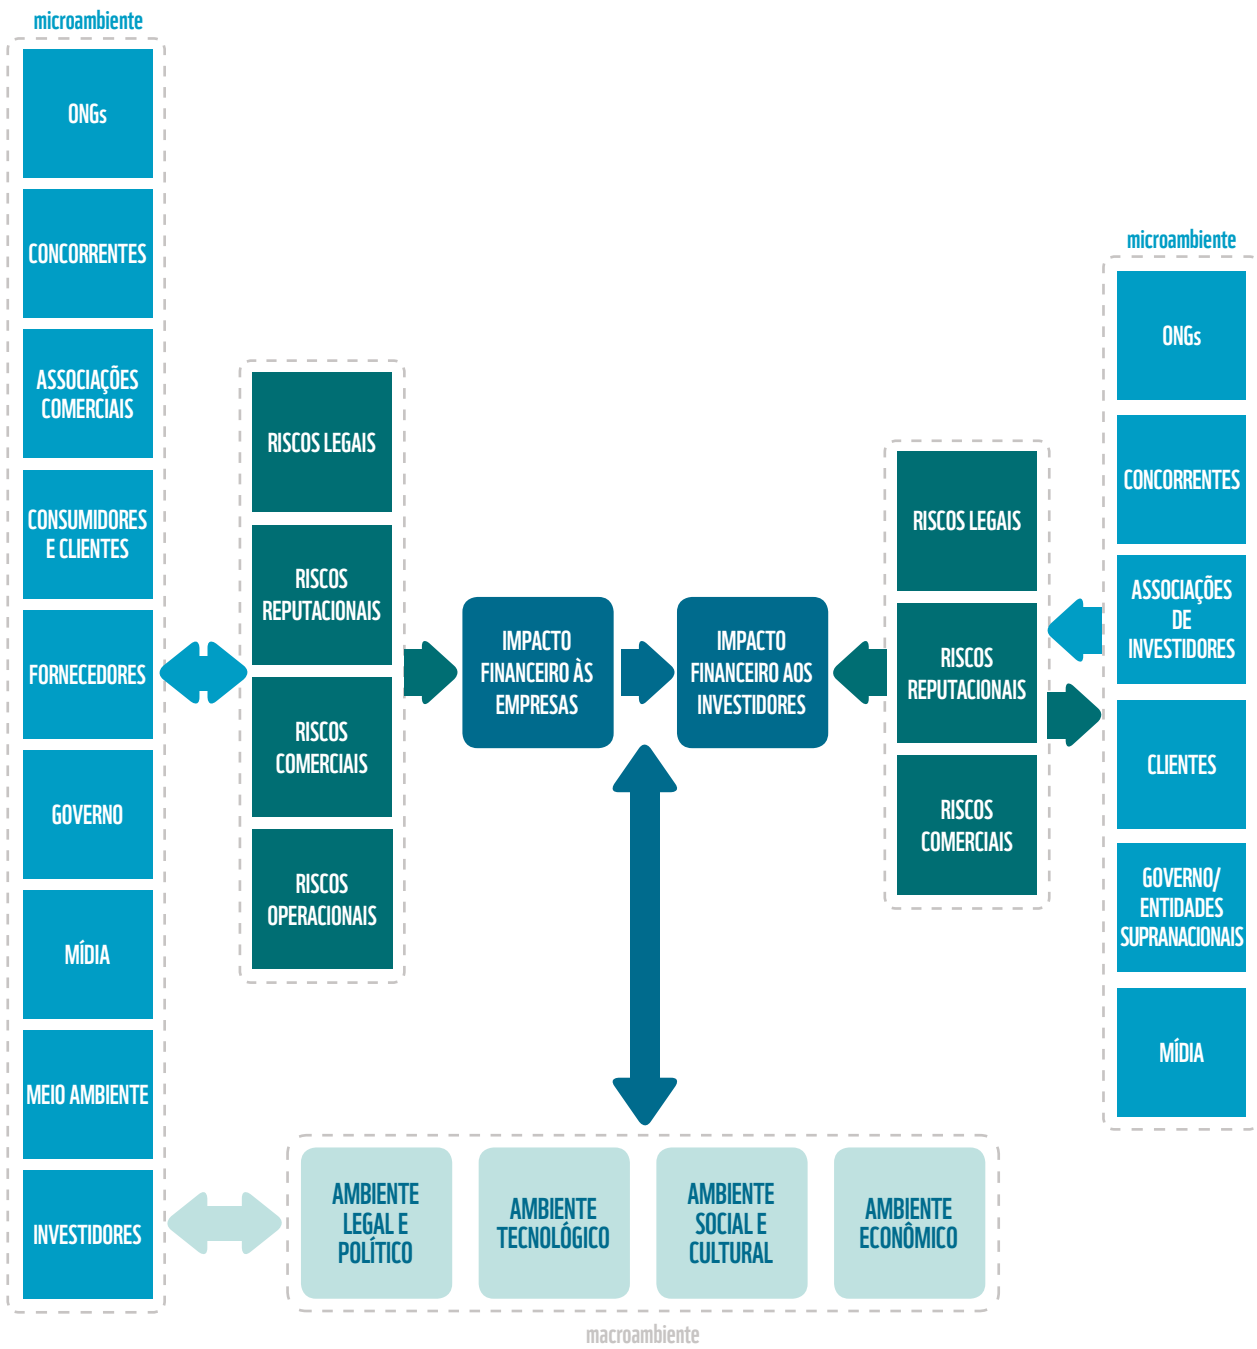 microambiente
ONGs
CONCORRENTES
ASSOCIAÇÕES
COMERCIAIS
CONSUMIDORES
E CLIENTES
FORNECEDORES
GOVERNO
MÍDIA
MEIO AMBIENTE
INVESTIDORES
RISCOS LEGAIS
RISCOS
REPUTACIONAIS
RISCOS
COMERCIAIS
RISCOS
OPERACIONAIS
IMPACTO
FINANCEIRO ÀS
EMPRESAS
IMPACTO
FINANCEIRO AOS
INVESTIDORES
RISCOS LEGAIS
RISCOS
REPUTACIONAIS
RISCOS
COMERCIAIS
microambiente
ONGs
CONCORRENTES
ASSOCIAÇÕES
DE
INVESTIDORES
CLIENTES
GOVERNO/
ENTIDADES
SUPRANACIONAIS
MÍDIA
AMBIENTE
LEGAL E
POLÍTICO
AMBIENTE
TECNOLÓGICO
AMBIENTE
SOCIAL E
CULTURAL
AMBIENTE
ECONÔMICO
macroambiente